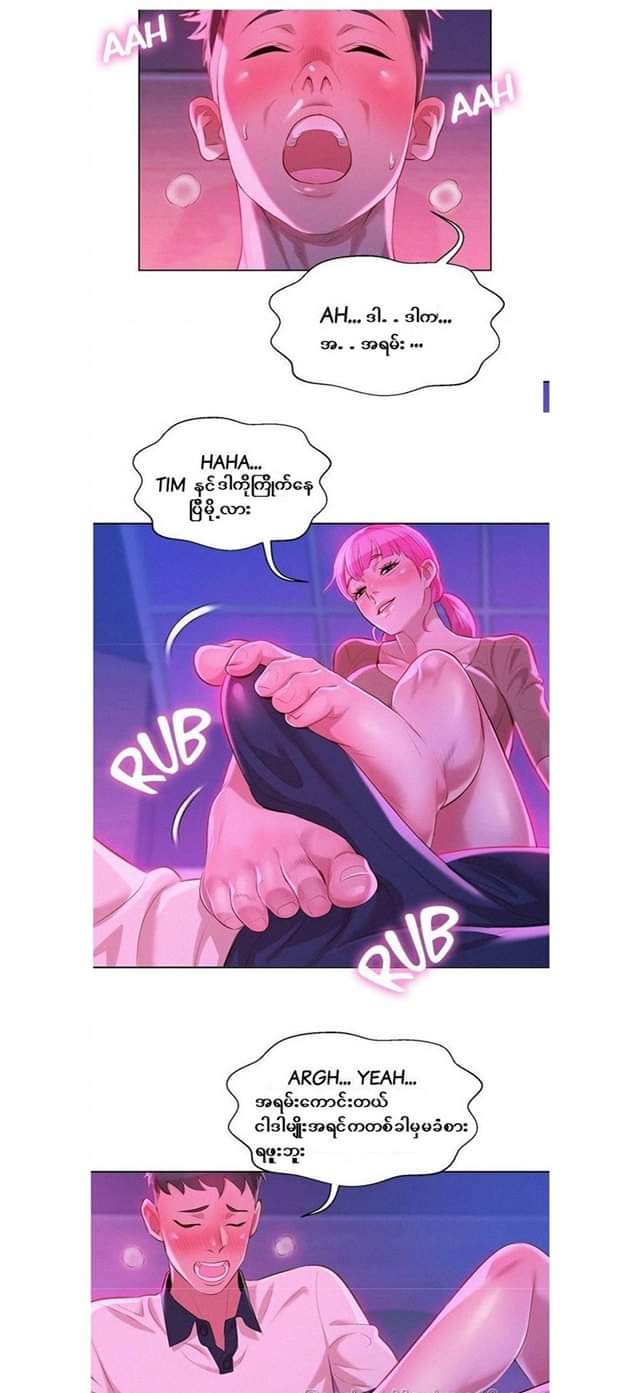 AAH
AAH
AH... ဒါ. . ဒါက...
အ. . အရမ်း ...
HAHA...
TIM နင်ဒါကိုကြိုက်နေ
ပြီမို့လား
RUB
RUB
ARGH... YEAH...
အရမ်းကောင်းတယ်
ငါဒါမျိုးအရင်ကတစ်ခါမှမခံစား
ရဖူးဘူး